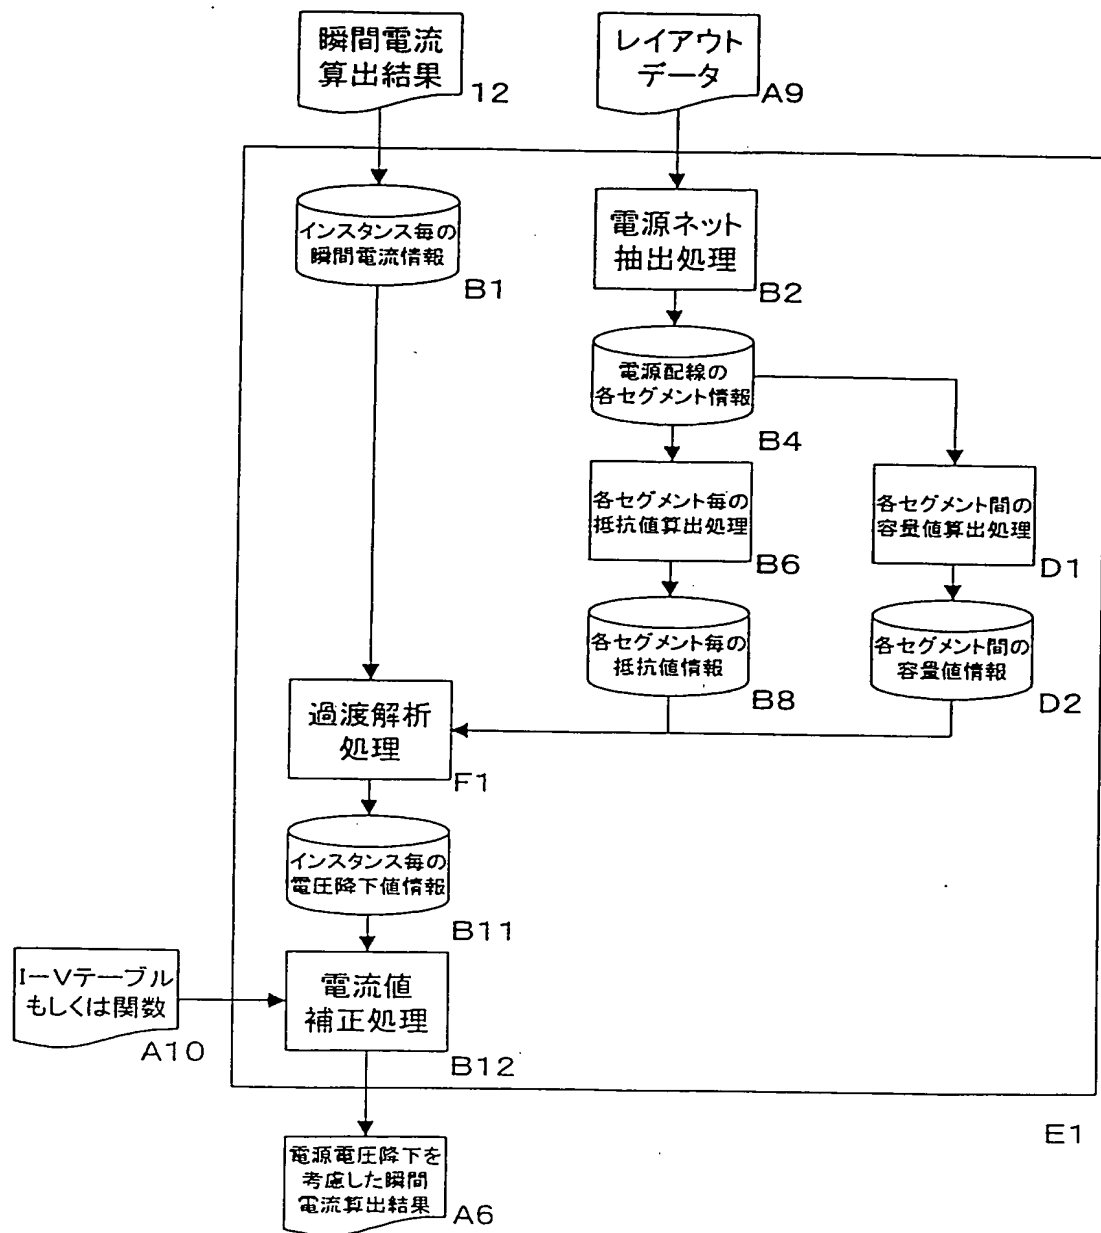 瞬間電流
算出結果
12
レイアウト
データ
A9
インスタンス毎の
瞬間電流情報
B1
電源ネット
抽出処理
B2
電源配線の
各セグメント情報
B4
各セグメント毎の
抵抗値算出処理
B6
各セグメント間の
容量値算出処理
D1
各セグメント毎の
抵抗値情報
B8
各セグメント間の
容量値情報
D2
過渡解析
処理
F1
インスタンス毎の
電圧降下値情報
B11
I-Vテーブル
もしくは関数
A10
電流値
補正処理
B12
E1
電源電圧降下を
考慮した瞬間
電流算出結果
A6